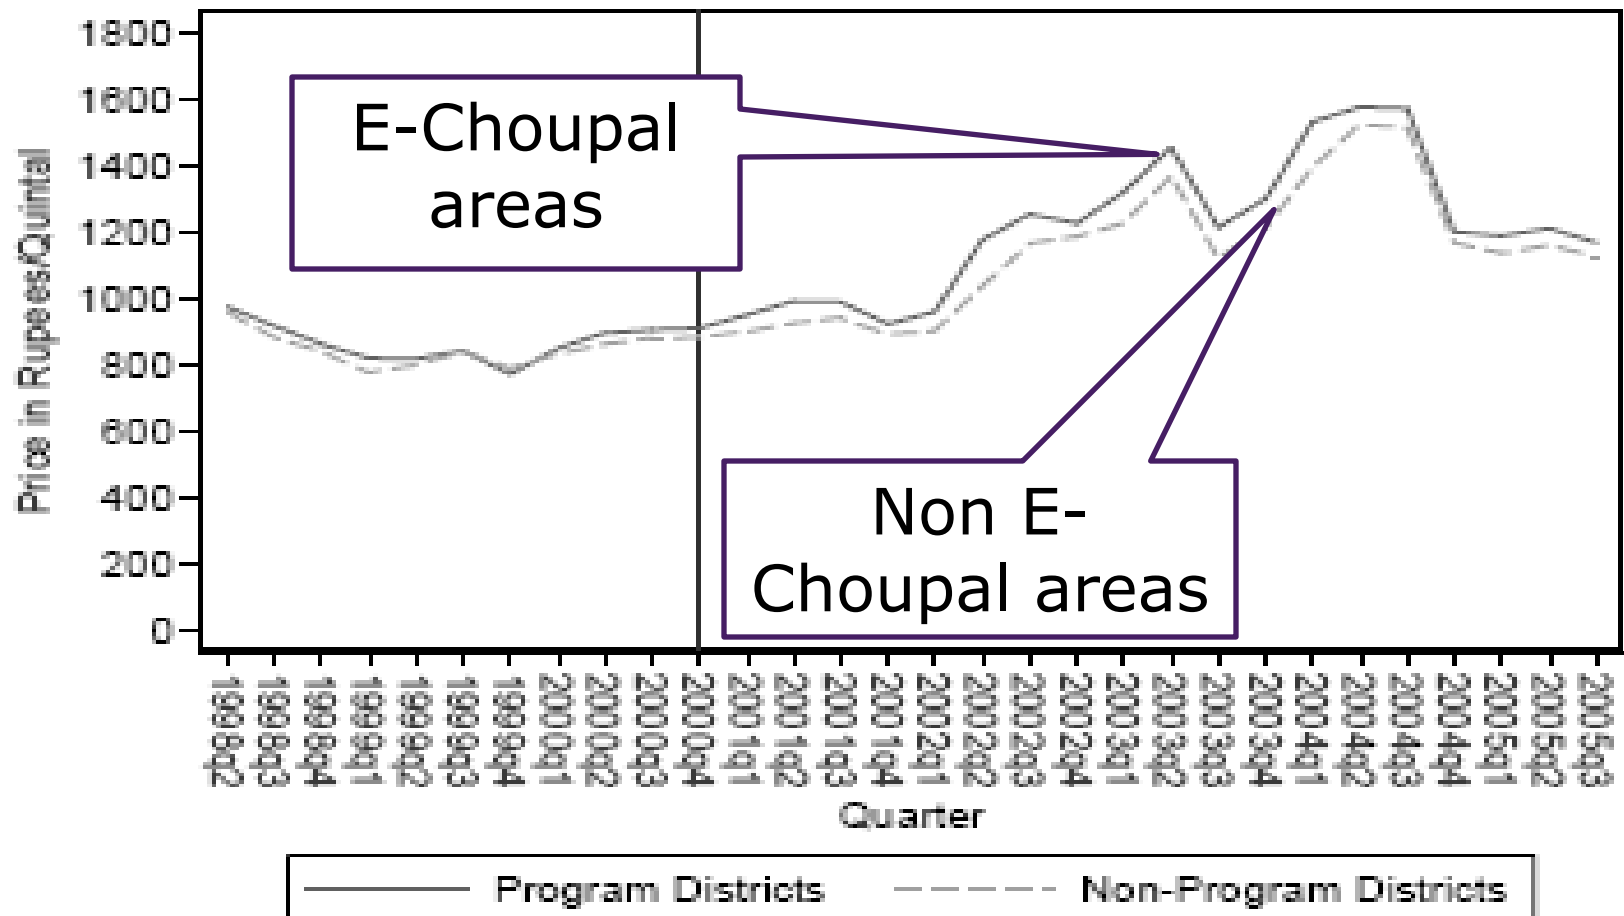 1800
1600
1400
1200
1000
800
600
400
200
0
Price in Rupees/Quintal
E-Choupal
areas
Non E-
Choupal areas
1998q2
1998q3
1998q4
1999q1
1999q2
1999q3
1999q4
2000q1
2000q2
2000q3
2000q4
2001q1
2001q2
2001q3
2001q4
2002q1
2002q2
2002q3
2002q4
2003q1
2003q2
2003q3
2003q4
2004q1
2004q2
2004q3
2004q4
2005q1
2005q2
2005q3
Quarter
Program Districts
Non-Program Districts